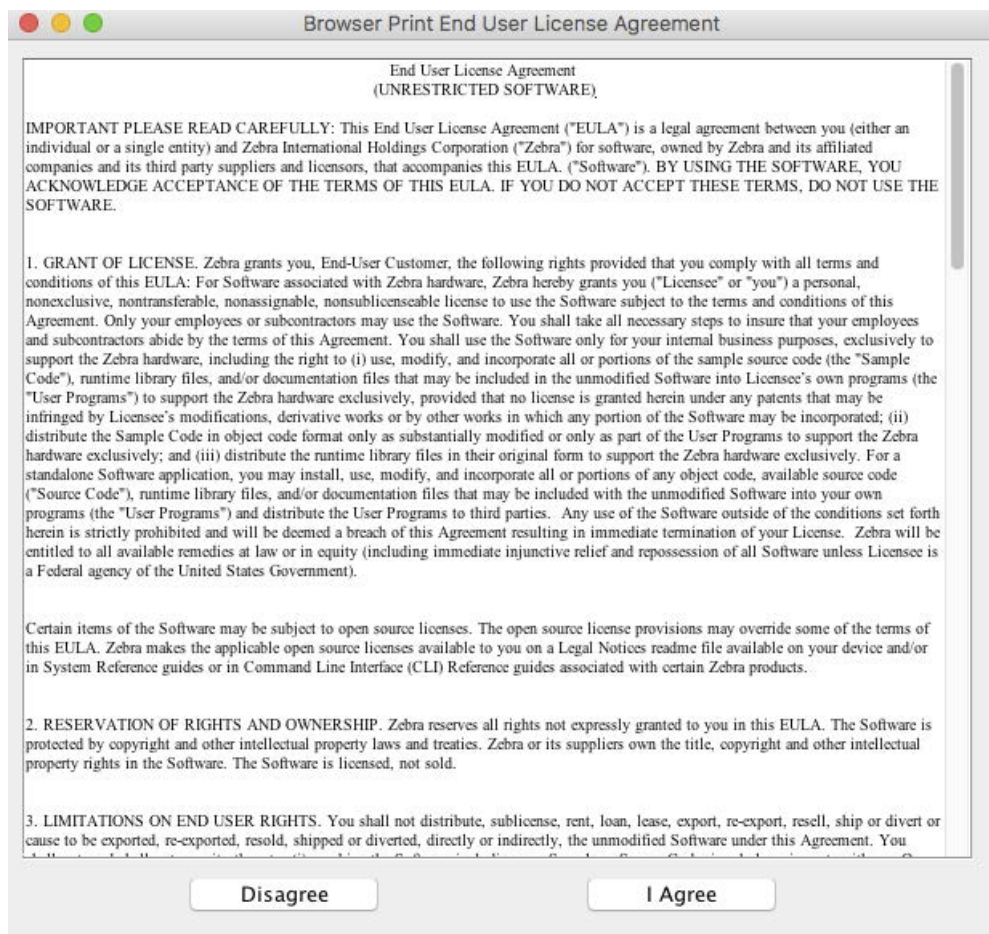 Browser Print End User License Agreement
End User License Agreement
(UNRESTRICTED SOFTWARE)
IMPORTANT PLEASE READ CAREFULLY: This End User License Agreement ("EULA") is a legal agreement between you (either an
individual or a single entity) and Zebra International Holdings Corporation ("Zebra") for software, owned by Zebra and its affiliated
companies and its third party suppliers and licensors, that accompanies this EULA. ("Software"). BY USING THE SOFTWARE, YOU
ACKNOWLEDGE ACCEPTANCE OF THE TERMS OF THIS EULA. IF YOU DO NOT ACCEPT THESE TERMS, DO NOT USE THE
SOFTWARE.
1. GRANT OF LICENSE. Zebra grants you, End-User Customer, the following rights provided that you comply with all terms and
conditions of this EULA: For Software associated with Zebra hardware, Zebra hereby grants you ("Licensee" or "you") a personal,
nonexclusive, nontransferable, nonassignable, nonsublicenseable license to use the Software subject to the terms and conditions of this
Agreement. Only your employees or subcontractors may use the Software. You shall take all necessary steps to insure that your employees
and subcontractors abide by the terms of this Agreement. You shall use the Software only for your internal business purposes, exclusively to
support the Zebra hardware, including the right to (i) use, modify, and incorporate all or portions of the sample source code (the "Sample
Code"), runtime library files, and/or documentation files that may be included in the unmodified Software into Licensee's own programs (the
"User Programs") to support the Zebra hardware exclusively, provided that no license is granted herein under any patents that may be
infringed by Licensee's modifications, derivative works or by other works in which any portion of the Software may be incorporated; (ii)
distribute the Sample Code in object code format only as substantially modified or only as part of the User Programs to support the Zebra
hardware exclusively; and (iii) distribute the runtime library files in their original form to support the Zebra hardware exclusively. For a
standalone Software application, you may install, use, modify, and incorporate all or portions of any object code, available source code
("Source Code"), runtime library files, and/or documentation files that may be included with the unmodified Software into your own
programs (the "User Programs") and distribute the User Programs to third parties. Any use of the Software outside of the conditions set forth
herein is strictly prohibited and will be deemed a breach of this Agreement resulting in immediate termination of your License. Zebra will be
entitled to all available remedies at law or in equity (including immediate injunctive relief and repossession of all Software unless Licensee is
a Federal agency of the United States Government).
Certain items of the Software may be subject to open source licenses. The open source license provisions may override some of the terms of
this EULA. Zebra makes the applicable open source licenses available to you on a Legal Notices readme file available on your device and/or
in System Reference guides or in Command Line Interface (CLI) Reference guides associated with certain Zebra products.
2. RESERVATION OF RIGHTS AND OWNERSHIP. Zebra reserves all rights not expressly granted to you in this EULA. The Software is
protected by copyright and other intellectual property laws and treaties. Zebra or its suppliers own the title, copyright and other intellectual
property rights in the Software. The Software is licensed, not sold.
3. LIMITATIONS ON END USER RIGHTS. You shall not distribute, sublicense, rent, loan, lease, export, re-export, resell, ship or divert or
cause to be exported, re-exported, resold, shipped or diverted, directly or indirectly, the unmodified Software under this Agreement. You
Disagree
I Agree